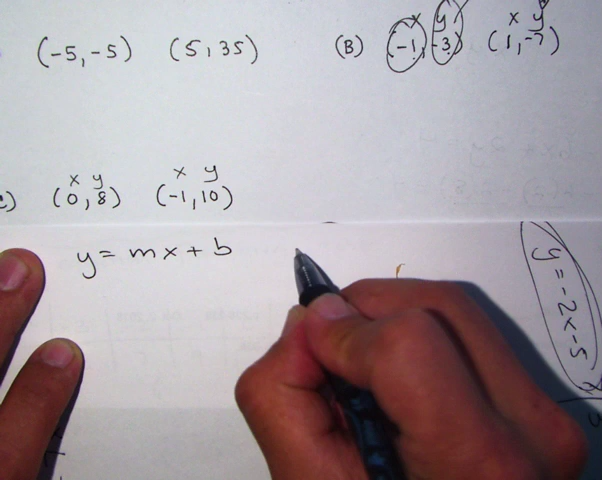 x y x y
(-5,-5) (5,35) (B) (-1,-3) (1,-7)
x y x y
c) (0,8) (-1,10)
y = mx + b
y = -2x-5